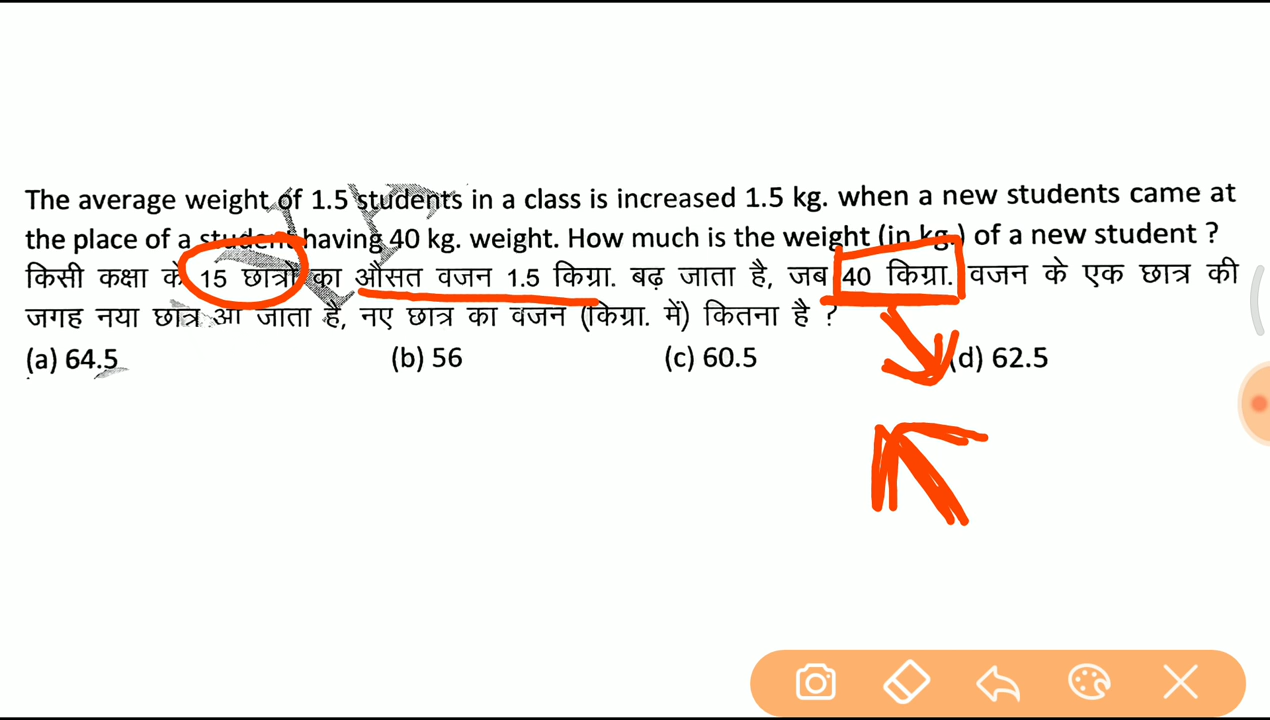 The average weight of 1.5 students in a class is increased 1.5 kg. when a new students came at
the place of a student having 40 kg. weight. How much is the weight (in kg.) of a new student ?
किसी कक्षा के 15 छात्रों का औसत वजन 1.5 किग्रा. बढ़ जाता है, जब 40 किग्रा. वजन के एक छात्र की
जगह नया छात्र आ जाता है, नए छात्र का वजन (किग्रा. में) कितना है ?
(a) 64.5 (b) 56 (c) 60.5 (d) 62.5